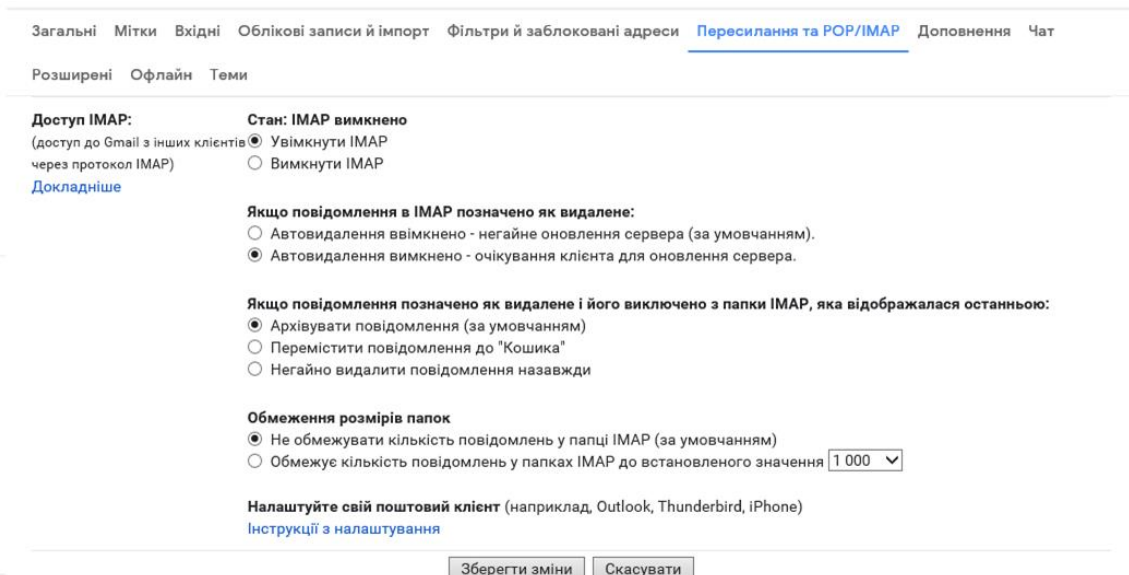 Загальні Мітки Вхідні Облікові записи й імпорт Фільтри й заблоковані адреси Пересилання та POP/IMAP Доповнення Чат
Розширені Офлайн Теми
Доступ IMAP:
(доступ до Gmail з інших клієнтів
через протокол IMAP)
Докладніше
Стан: IMAP вимкнено
Увімкнути IMAP
Вимкнути IMAP
Якщо повідомлення в IMAP позначено як видалене:
Автовидалення ввімкнено - негайне оновлення сервера (за умовчанням).
Автовидалення вимкнено - очікування клієнта для оновлення сервера.
Якщо повідомлення позначено як видалене і його виключено з папки IMAP, яка відображалася останньою:
Архівувати повідомлення (за умовчанням)
Перемістити повідомлення до "Кошика"
Негайно видалити повідомлення назавжди
Обмеження розмірів папок
Не обмежувати кількість повідомлень у папці IMAP (за умовчанням)
Обмежує кількість повідомлень у папках IMAP до встановленого значення 1 000
Налаштуйте свій поштовий клієнт (наприклад, Outlook, Thunderbird, iPhone)
Інструкції з налаштування
Зберегти зміни Скасувати